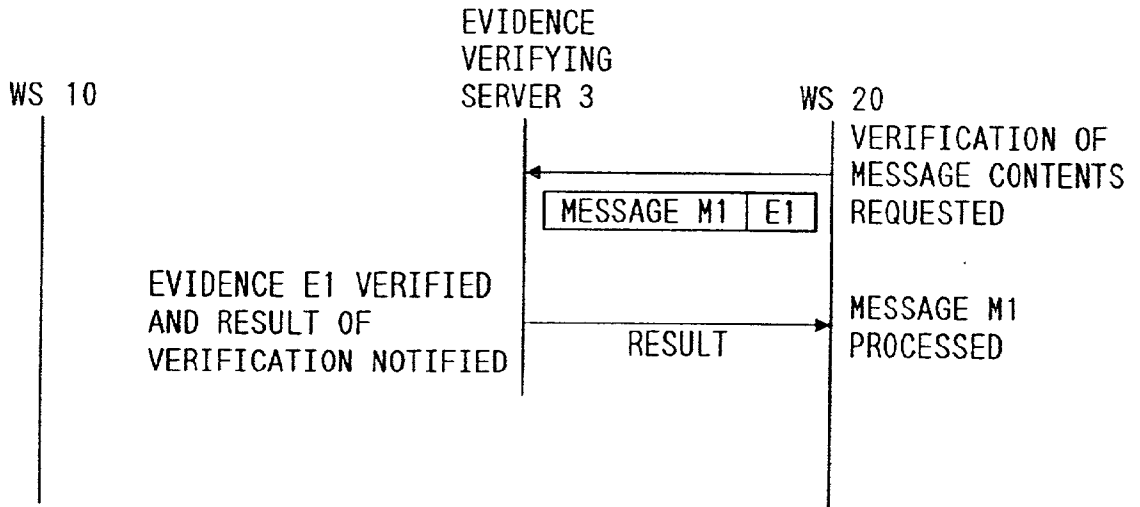 EVIDENCE
VERIFYING
SERVER 3
WS 10
WS 20
VERIFICATION OF
MESSAGE CONTENTS
REQUESTED
MESSAGE M1 E1
EVIDENCE E1 VERIFIED
AND RESULT OF
VERIFICATION NOTIFIED
RESULT
MESSAGE M1
PROCESSED